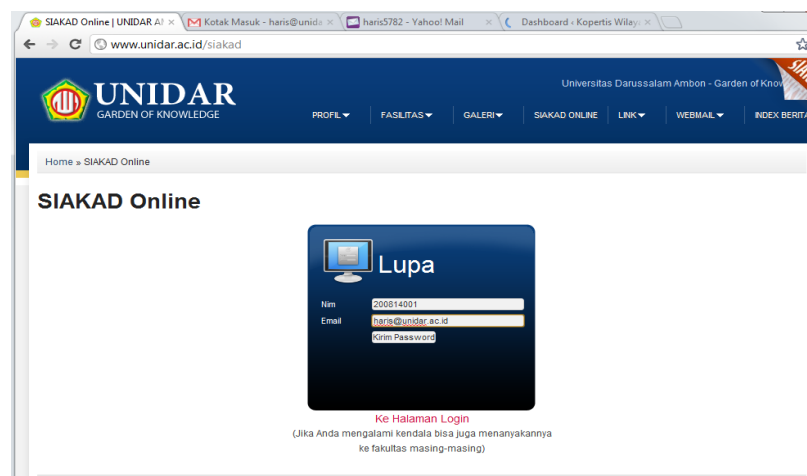 SIAKAD Online | UNIDAR AM
Kotak Masuk - haris@unida
haris5782 - Yahoo! Mail
Dashboard ‹ Kopertis Wilaya
www.unidar.ac.id/siakad
UNIDAR
GARDEN OF KNOWLEDGE
Universitas Darussalam Ambon - Garden of Know
PROFIL
FASILITAS
GALERI
SIAKAD ONLINE
LINK
WEBMAIL
INDEX BERITA
Home » SIAKAD Online
SIAKAD Online
Lupa
Nim 200814001
Email haris@unidar.ac.id
Kirim Password
Ke Halaman Login
(Jika Anda mengalami kendala bisa juga menanyakannya
ke fakultas masing-masing)